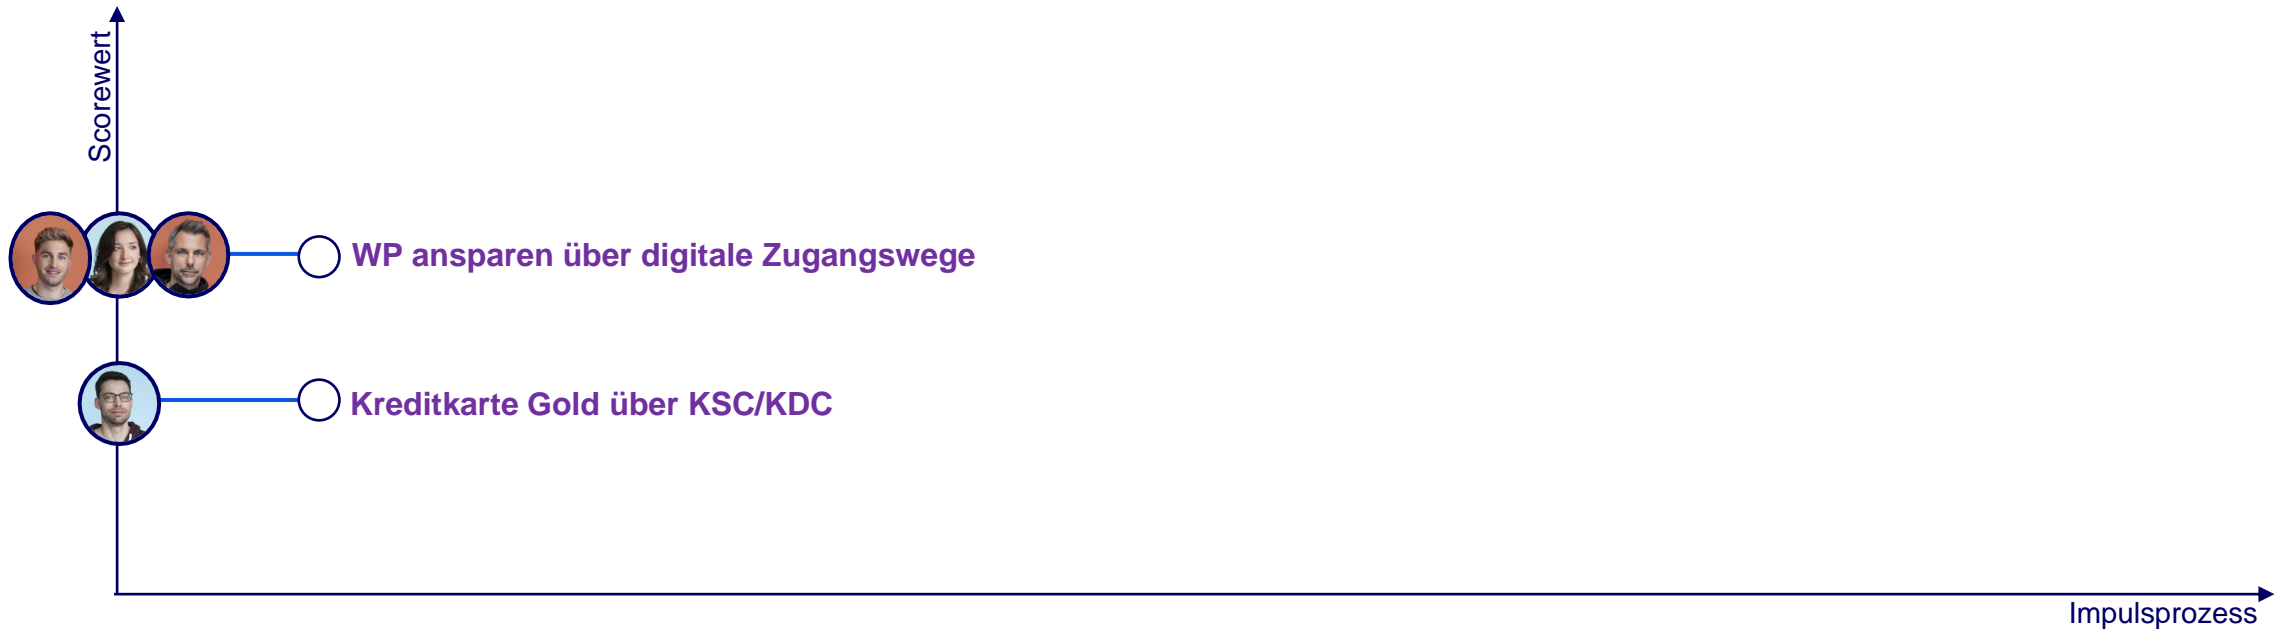 Scorewert
WP ansparen über digitale Zugangswege
Kreditkarte Gold über KSC/KDC
Impulsprozess